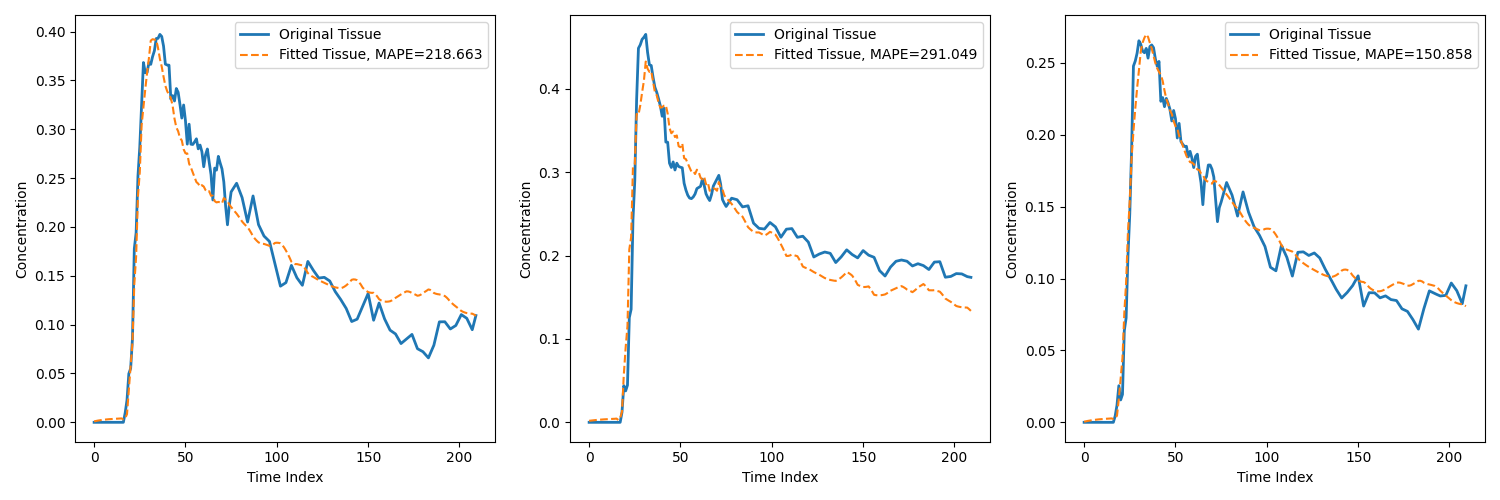 Original Tissue
Fitted Tissue, MAPE=218.663
Concentration
0.40
0.35
0.30
0.25
0.20
0.15
0.10
0.05
0.00
0 50 100 150 200
Time Index
Original Tissue
Fitted Tissue, MAPE=291.049
Concentration
0.4
0.3
0.2
0.1
0.0
0 50 100 150 200
Time Index
Original Tissue
Fitted Tissue, MAPE=150.858
Concentration
0.25
0.20
0.15
0.10
0.05
0.00
0 50 100 150 200
Time Index